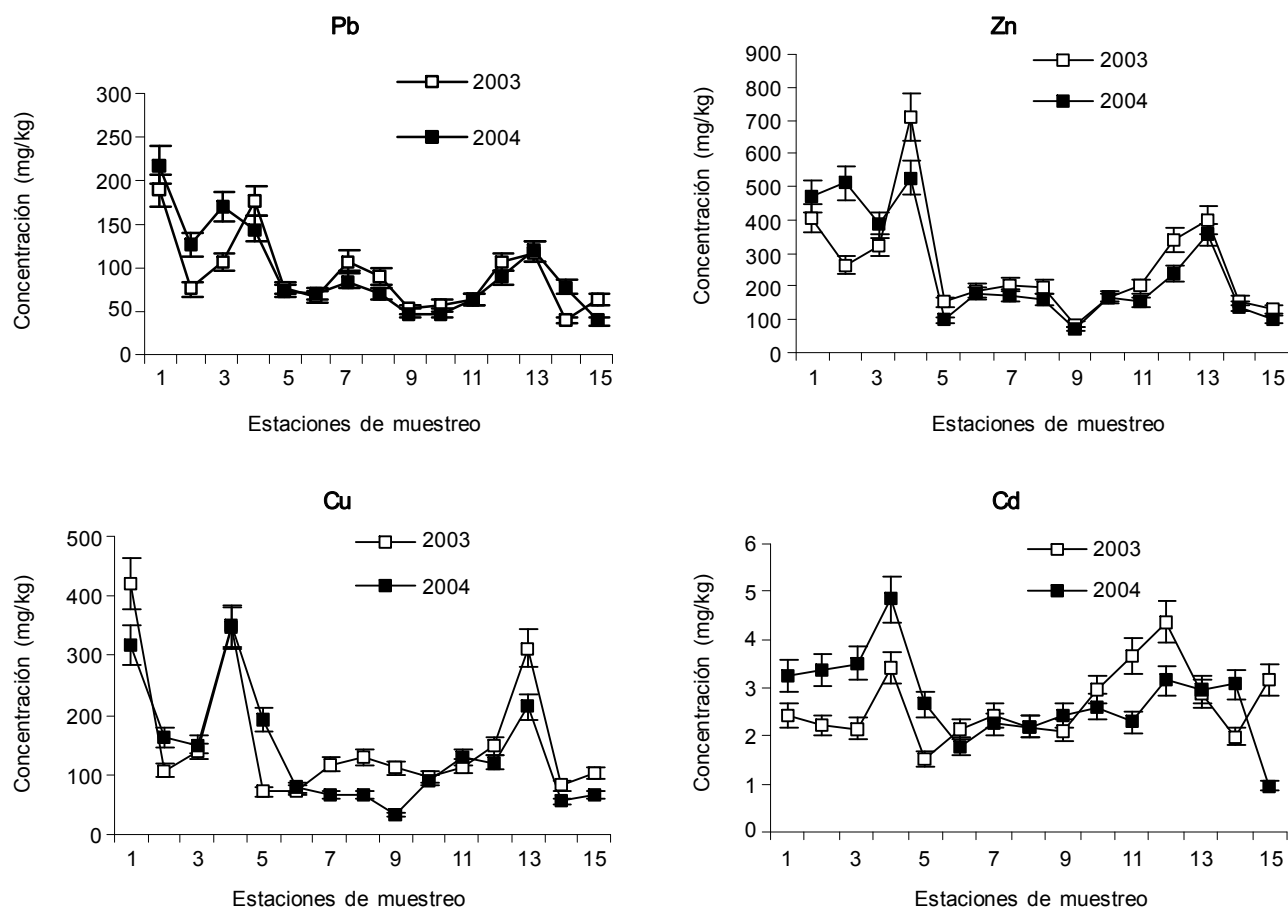 Pb
2003
2004
Concentración (mg/kg)
300
250
200
150
100
50
0
1 3 5 7 9 11 13 15
Estaciones de muestreo
Zn
2003
2004
Concentración (mg/kg)
900
800
700
600
500
400
300
200
100
0
1 3 5 7 9 11 13 15
Estaciones de muestreo
Cu
2003
2004
Concentración (mg/kg)
500
400
300
200
100
0
1 3 5 7 9 11 13 15
Estaciones de muestreo
Cd
2003
2004
Concentración (mg/kg)
6
5
4
3
2
1
0
1 3 5 7 9 11 13 15
Estaciones de muestreo